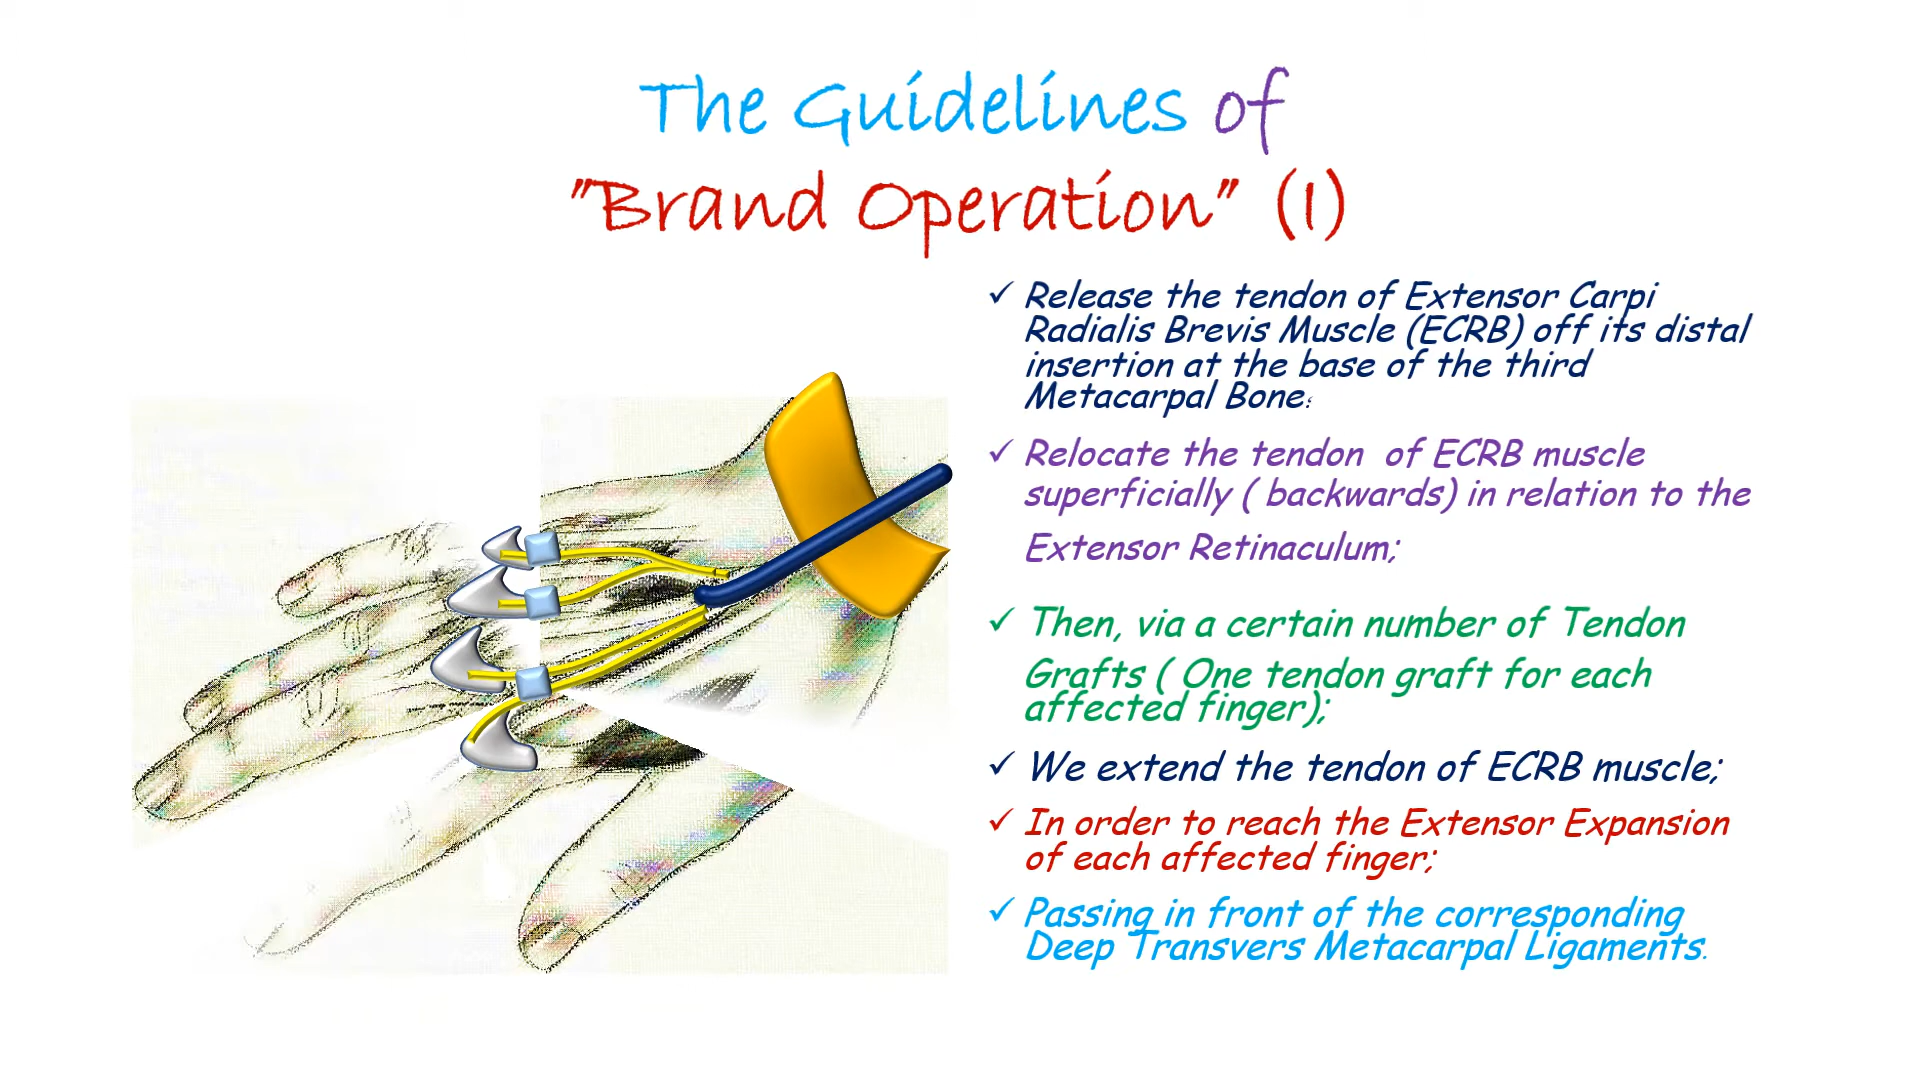 The Guidelines of
"Brand Operation" (I)
✓ Release the tendon of Extensor Carpi
Radialis Brevis Muscle (ECRB) off its distal
insertion at the base of the third
Metacarpal Bone؛
✓ Relocate the tendon  of ECRB muscle
superficially ( backwards) in relation to the
Extensor Retinaculum;
✓ Then, via a certain number of Tendon
Grafts ( One tendon graft for each
affected finger);
✓ We extend the tendon of ECRB muscle;
✓ In order to reach the Extensor Expansion
of each affected finger;
✓ Passing in front of the corresponding
Deep Transvers Metacarpal Ligaments.